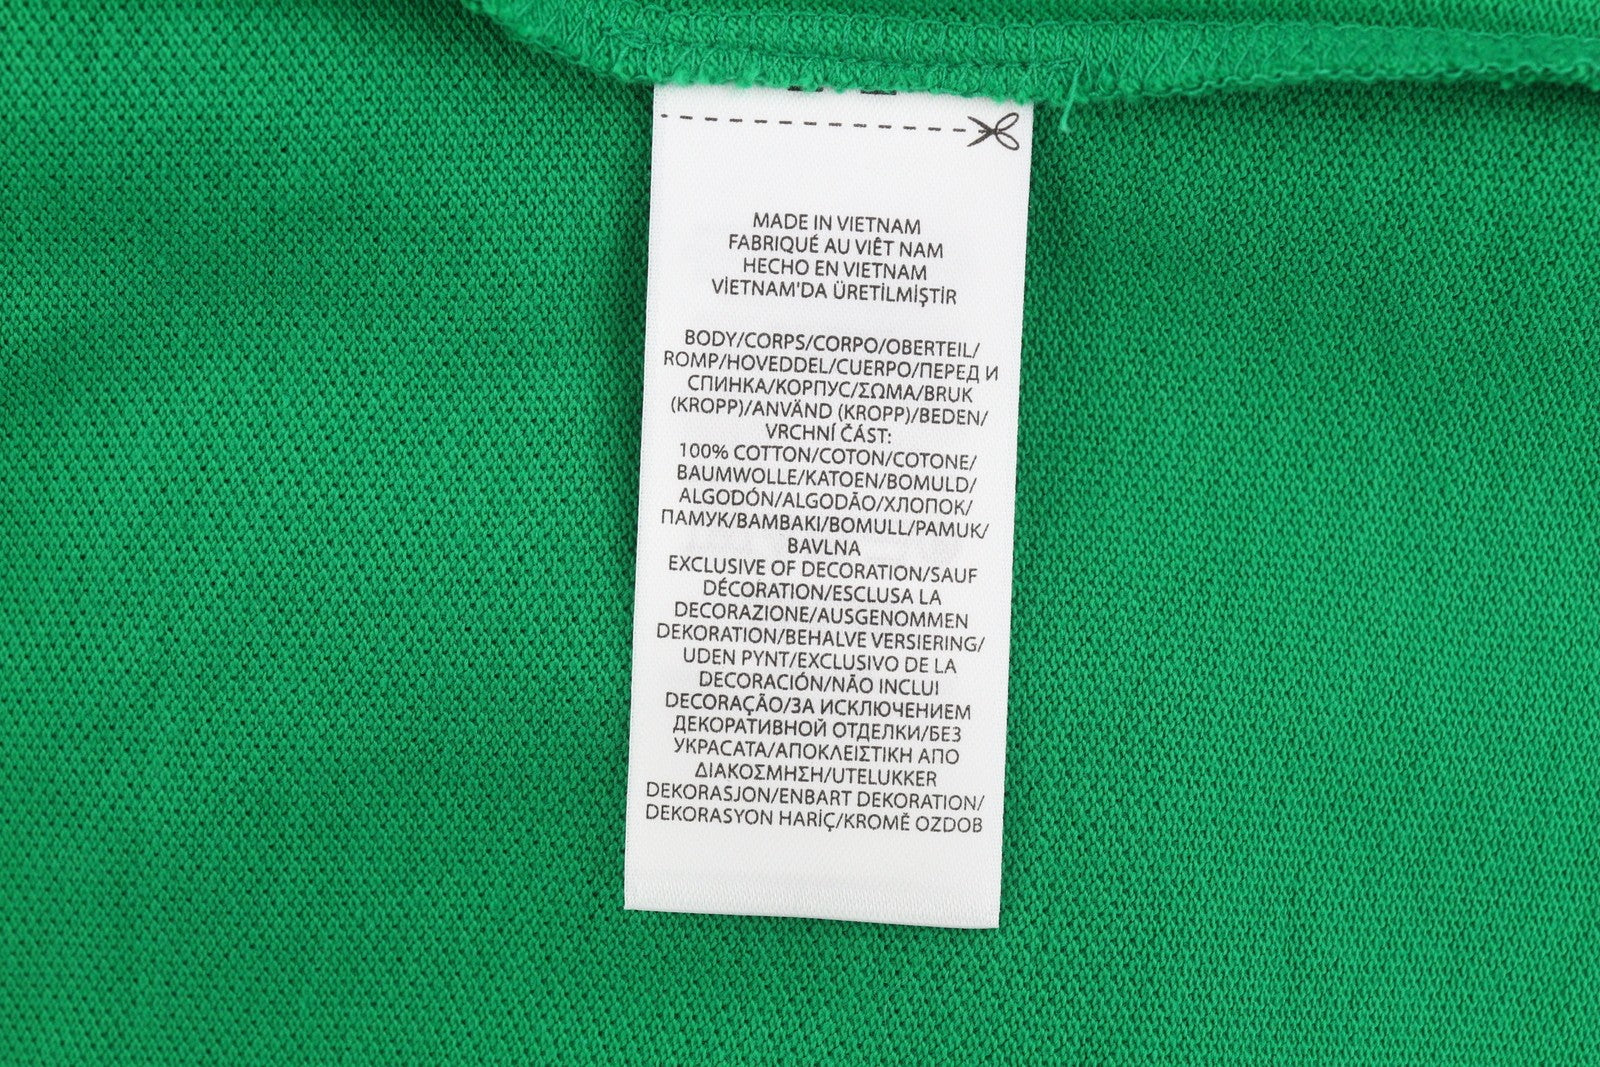 MADE IN VIETNAM
FABRIQUÉ AU VIÊT NAM
HECHO EN VIETNAM
VİETNAM'DA ÜRETİLMİŞTİR
BODY/CORPS/CORPO/OBERTEIL/
ROMP/HOVEDDEL/CUERPO/ПЕРЕД И
СПИНКА/КОРПУС/ΣΩΜΑ/BRUK
(KROPP)/ANVÄND (KROPP)/BEDEN/
VRCHNÍ ČÁST:
100% COTTON/COTON/COTONE/
BAUMWOLLE/KATOEN/BOMULD/
ALGODÓN/ALGODÃO/ХЛОПОК/
ПАМУК/ΒΑΜΒΑΚΙ/BOMULL/PAMUK/
BAVLNA
EXCLUSIVE OF DECORATION/SAUF
DÉCORATION/ESCLUSA LA
DECORAZIONE/AUSGENOMMEN
DEKORATION/BEHALVE VERSIERING/
UDEN PYNT/EXCLUSIVO DE LA
DECORACIÓN/NÃO INCLUI
DECORAÇÃO/ЗА ИСКЛЮЧЕНИЕМ
ДЕКОРАТИВНОЙ ОТДЕЛКИ/БЕЗ
УКРАСАТА/ΑΠΟΚΛΕΙΣΤΙΚΗ ΑΠΟ
ΔΙΑΚΟΣΜΗΣΗ/UTELUKKER
DEKORASJON/ENBART DEKORATION/
DEKORASYON HARİÇ/KROMĚ OZDOB